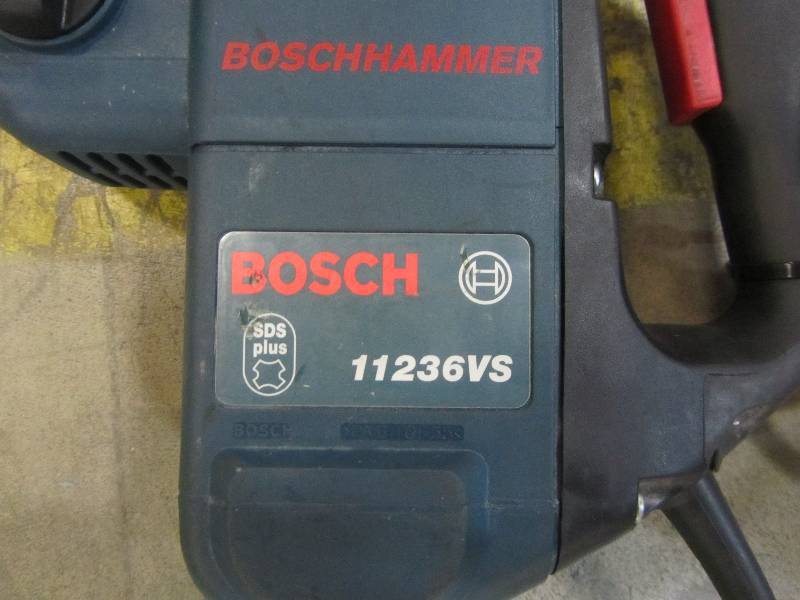 BOSCHHAMMER
BOSCH
SDS
plus
11236VS
BOSCH